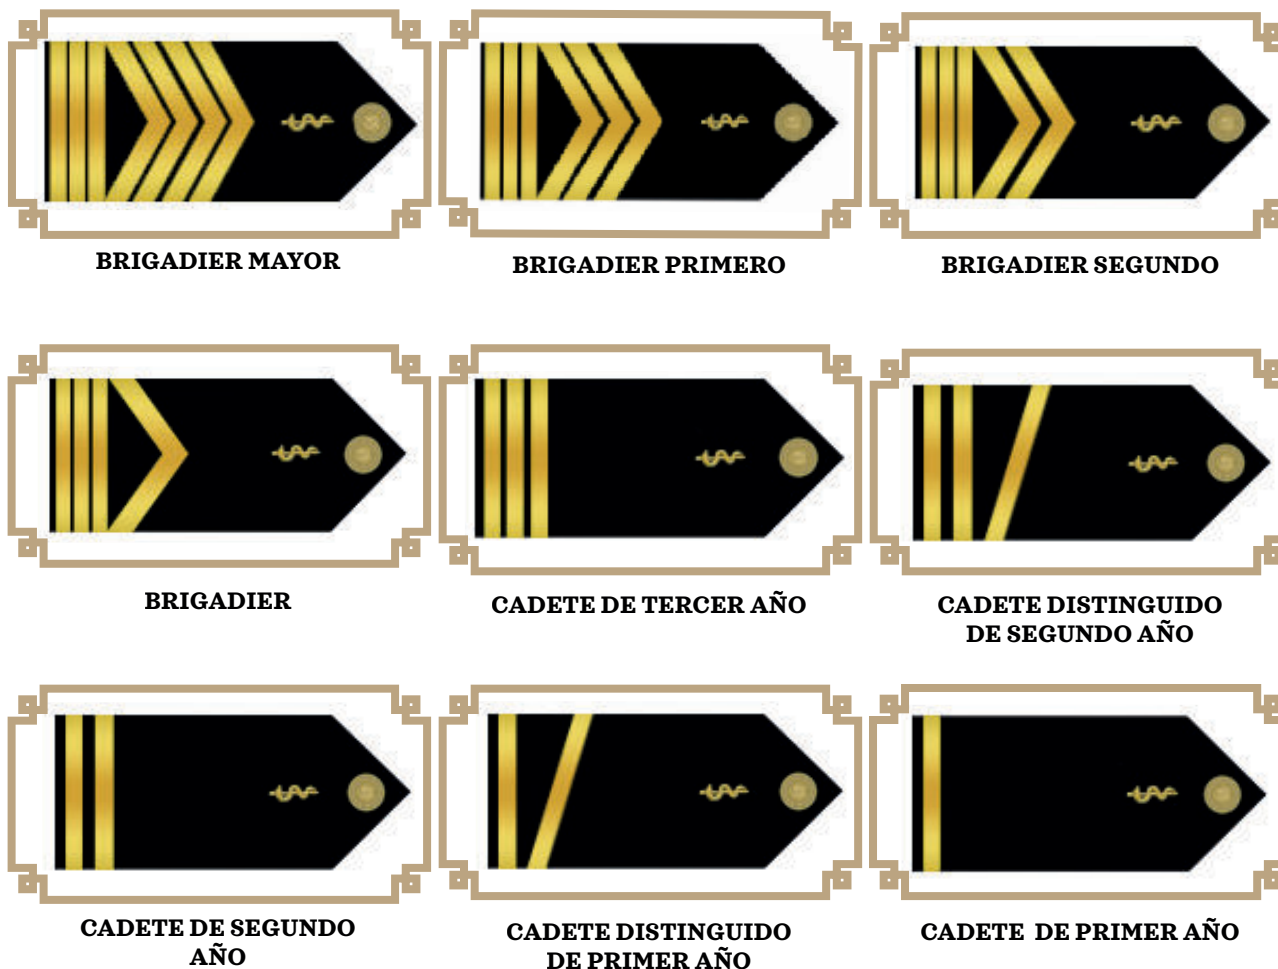 BRIGADIER MAYOR
BRIGADIER PRIMERO
BRIGADIER SEGUNDO
BRIGADIER
CADETE DE TERCER AÑO
CADETE DISTINGUIDO
DE SEGUNDO AÑO
CADETE DE SEGUNDO
AÑO
CADETE DISTINGUIDO
DE PRIMER AÑO
CADETE  DE PRIMER AÑO